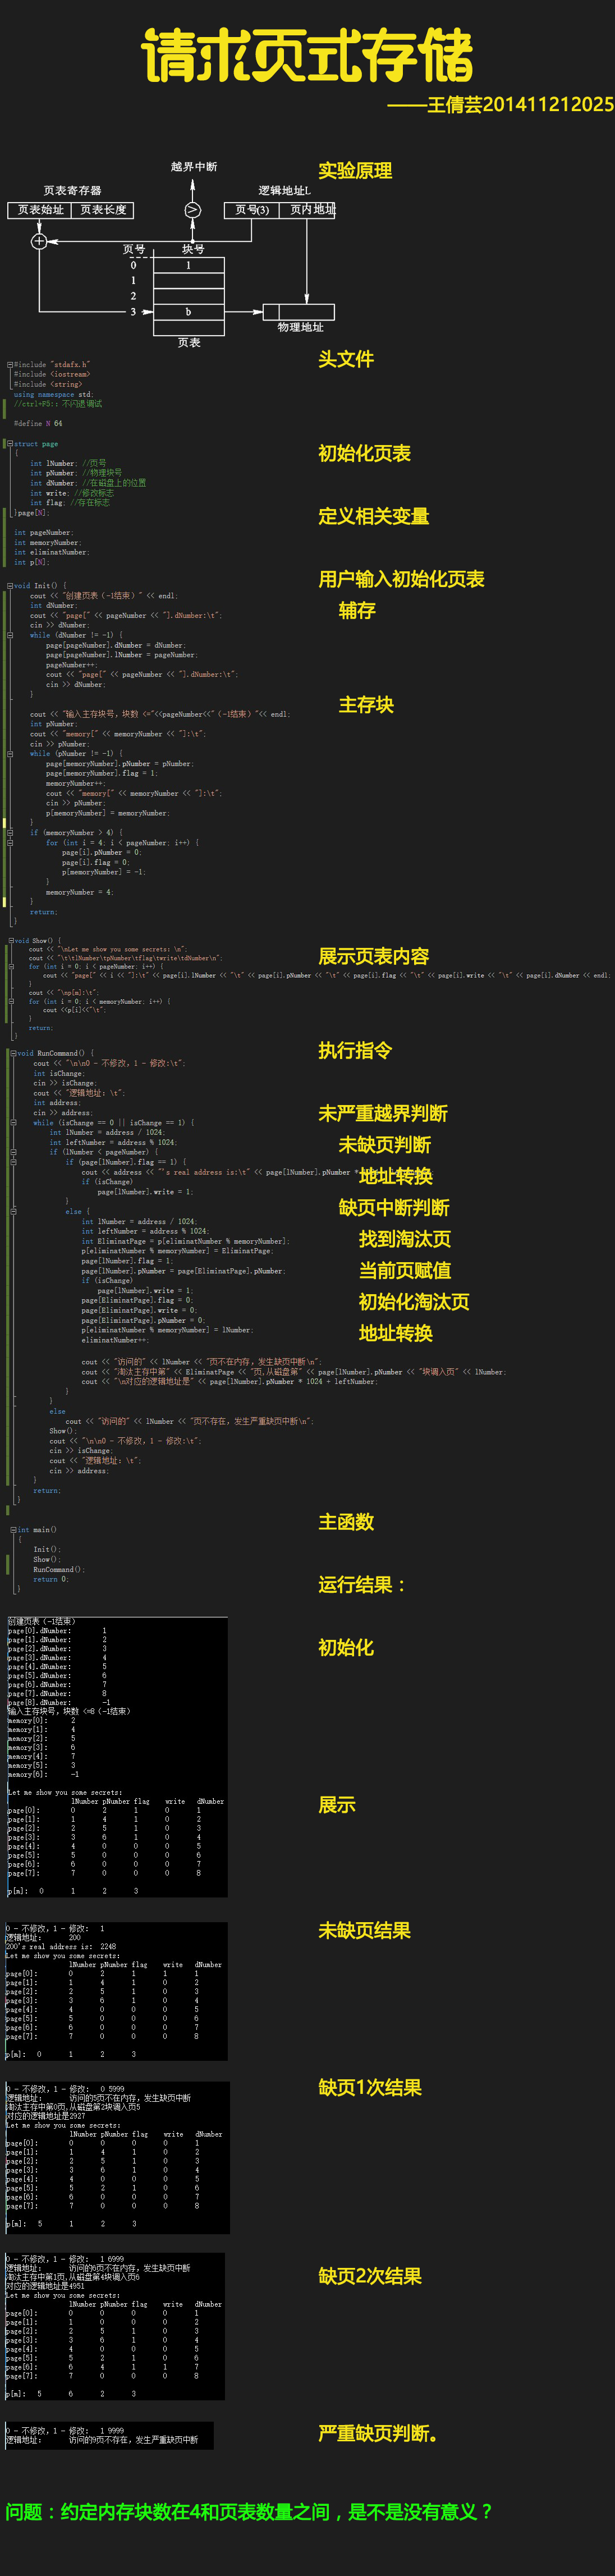 请求页式存储
——王倩芸201411212025
实验原理
越界中断
页表寄存器
逻辑地址L
页表始址 页表长度
>
页号(3) 页内地址
+
页号 块号
0 1
1
2
3 b
物理地址
页表
头文件
#include "stdafx.h"
#include <iostream>
#include <string>
using namespace std;
//ctrl+F5:: 不闪退调试
#define N 64
初始化页表
struct page
{
int lNumber; //页号
int pNumber; //物理块号
int dNumber; //在磁盘上的位置
int write; //修改标志
int flag; //存在标志
}page[N];
定义相关变量
int pageNumber;
int memoryNumber;
int eliminatNumber;
int p[N];
用户输入初始化页表
void Init() {
cout << "创建页表（-1结束）" << endl;
辅存
int dNumber;
cout << "page[" << pageNumber << "].dNumber:\t";
cin >> dNumber;
while (dNumber != -1) {
page[pageNumber].dNumber = dNumber;
page[pageNumber].lNumber = pageNumber;
pageNumber++;
cout << "page[" << pageNumber << "].dNumber:\t";
cin >> dNumber;
}
主存块
cout << "输入主存块号，块数 <="<<pageNumber<<"（-1结束）"<< endl;
int pNumber;
cout << "memory[" << memoryNumber << "]:\t";
cin >> pNumber;
while (pNumber != -1) {
page[memoryNumber].pNumber = pNumber;
page[memoryNumber].flag = 1;
memoryNumber++;
cout << "memory[" << memoryNumber << "]:\t";
cin >> pNumber;
p[memoryNumber] = memoryNumber;
}
if (memoryNumber > 4) {
for (int i = 4; i < pageNumber; i++) {
page[i].pNumber = 0;
page[i].flag = 0;
p[memoryNumber] = -1;
}
memoryNumber = 4;
}
return;
}
void Show() {
展示页表内容
cout << "\nLet me show you some secrets: \n";
cout << "\t\tlNumber\tpNumber\tflag\twrite\tdNumber\n";
for (int i = 0; i < pageNumber; i++) {
cout << "page[" << i << "]:\t" << page[i].lNumber << "\t" << page[i].pNumber << "\t" << page[i].flag << "\t" << page[i].write << "\t" << page[i].dNumber << endl;
}
cout << "\np[m]:\t";
for (int i = 0; i < memoryNumber; i++) {
cout <<p[i]<<"\t";
}
return;
}
执行指令
void RunCommand() {
cout << "\n\n0 - 不修改，1 - 修改:\t";
int isChange;
cin >> isChange;
cout << "逻辑地址: \t";
int address;
cin >> address;
未严重越界判断
while (isChange == 0 || isChange == 1) {
int lNumber = address / 1024;
int leftNumber = address % 1024;
未缺页判断
if (lNumber < pageNumber) {
if (page[lNumber].flag == 1) {
地址转换
cout << address << "'s real address is:\t" << page[lNumber].pNumber *
if (isChange)
page[lNumber].write = 1;
}
缺页中断判断
else {
int lNumber = address / 1024;
int leftNumber = address % 1024;
找到淘汰页
int EliminatPage = p[eliminatNumber % memoryNumber];
p[eliminatNumber % memoryNumber] = EliminatPage;
page[lNumber].flag = 1;
当前页赋值
page[lNumber].pNumber = page[EliminatPage].pNumber;
if (isChange)
page[lNumber].write = 1;
初始化淘汰页
page[EliminatPage].flag = 0;
page[EliminatPage].write = 0;
page[EliminatPage].pNumber = 0;
地址转换
p[eliminatNumber % memoryNumber] = lNumber;
eliminatNumber++;
cout << "访问的" << lNumber << "页不在内存，发生缺页中断\n";
cout << "淘汰主存中第" << EliminatPage << "页,从磁盘第" << page[lNumber].pNumber << "块调入页" << lNumber;
cout << "\n对应的逻辑地址是" << page[lNumber].pNumber * 1024 + leftNumber;
}
}
else
cout << "访问的" << lNumber << "页不存在，发生严重缺页中断\n";
Show();
cout << "\n\n0 - 不修改，1 - 修改:\t";
cin >> isChange;
cout << "逻辑地址: \t";
cin >> address;
}
return;
}
主函数
int main()
{
Init();
Show();
RunCommand();
return 0;
}
运行结果：
初始化
创建页表（-1结束）
page[0].dNumber: 1
page[1].dNumber: 2
page[2].dNumber: 3
page[3].dNumber: 4
page[4].dNumber: 5
page[5].dNumber: 6
page[6].dNumber: 7
page[7].dNumber: 8
page[8].dNumber: -1
输入主存块号，块数 <=8（-1结束）
memory[0]: 2
memory[1]: 4
memory[2]: 5
memory[3]: 6
memory[4]: 7
memory[5]: 3
memory[6]: -1
展示
Let me show you some secrets:
lNumber pNumber flag write dNumber
page[0]: 0 2 1 0 1
page[1]: 1 4 1 0 2
page[2]: 2 5 1 0 3
page[3]: 3 6 1 0 4
page[4]: 4 0 0 0 5
page[5]: 5 0 0 0 6
page[6]: 6 0 0 0 7
page[7]: 7 0 0 0 8
p[m]: 0 1 2 3
未缺页结果
0 - 不修改，1 - 修改: 1
逻辑地址: 200
200's real address is: 2248
Let me show you some secrets:
lNumber pNumber flag write dNumber
page[0]: 0 2 1 1 1
page[1]: 1 4 1 0 2
page[2]: 2 5 1 0 3
page[3]: 3 6 1 0 4
page[4]: 4 0 0 0 5
page[5]: 5 0 0 0 6
page[6]: 6 0 0 0 7
page[7]: 7 0 0 0 8
p[m]: 0 1 2 3
缺页1次结果
0 - 不修改，1 - 修改: 0 5999
逻辑地址: 访问的5页不在内存，发生缺页中断
淘汰主存中第0页,从磁盘第2块调入页5
对应的逻辑地址是2927
Let me show you some secrets:
lNumber pNumber flag write dNumber
page[0]: 0 0 0 0 1
page[1]: 1 4 1 0 2
page[2]: 2 5 1 0 3
page[3]: 3 6 1 0 4
page[4]: 4 0 0 0 5
page[5]: 5 2 1 0 6
page[6]: 6 0 0 0 7
page[7]: 7 0 0 0 8
p[m]: 5 1 2 3
缺页2次结果
0 - 不修改，1 - 修改: 1 6999
逻辑地址: 访问的6页不在内存，发生缺页中断
淘汰主存中第1页,从磁盘第4块调入页6
对应的逻辑地址是4951
Let me show you some secrets:
lNumber pNumber flag write dNumber
page[0]: 0 0 0 0 1
page[1]: 1 0 0 0 2
page[2]: 2 5 1 0 3
page[3]: 3 6 1 0 4
page[4]: 4 0 0 0 5
page[5]: 5 2 1 0 6
page[6]: 6 4 1 1 7
page[7]: 7 0 0 0 8
p[m]: 5 6 2 3
严重缺页判断。
0 - 不修改，1 - 修改: 1 9999
逻辑地址: 访问的9页不存在，发生严重缺页中断
问题：约定内存块数在4和页表数量之间，是不是没有意义？